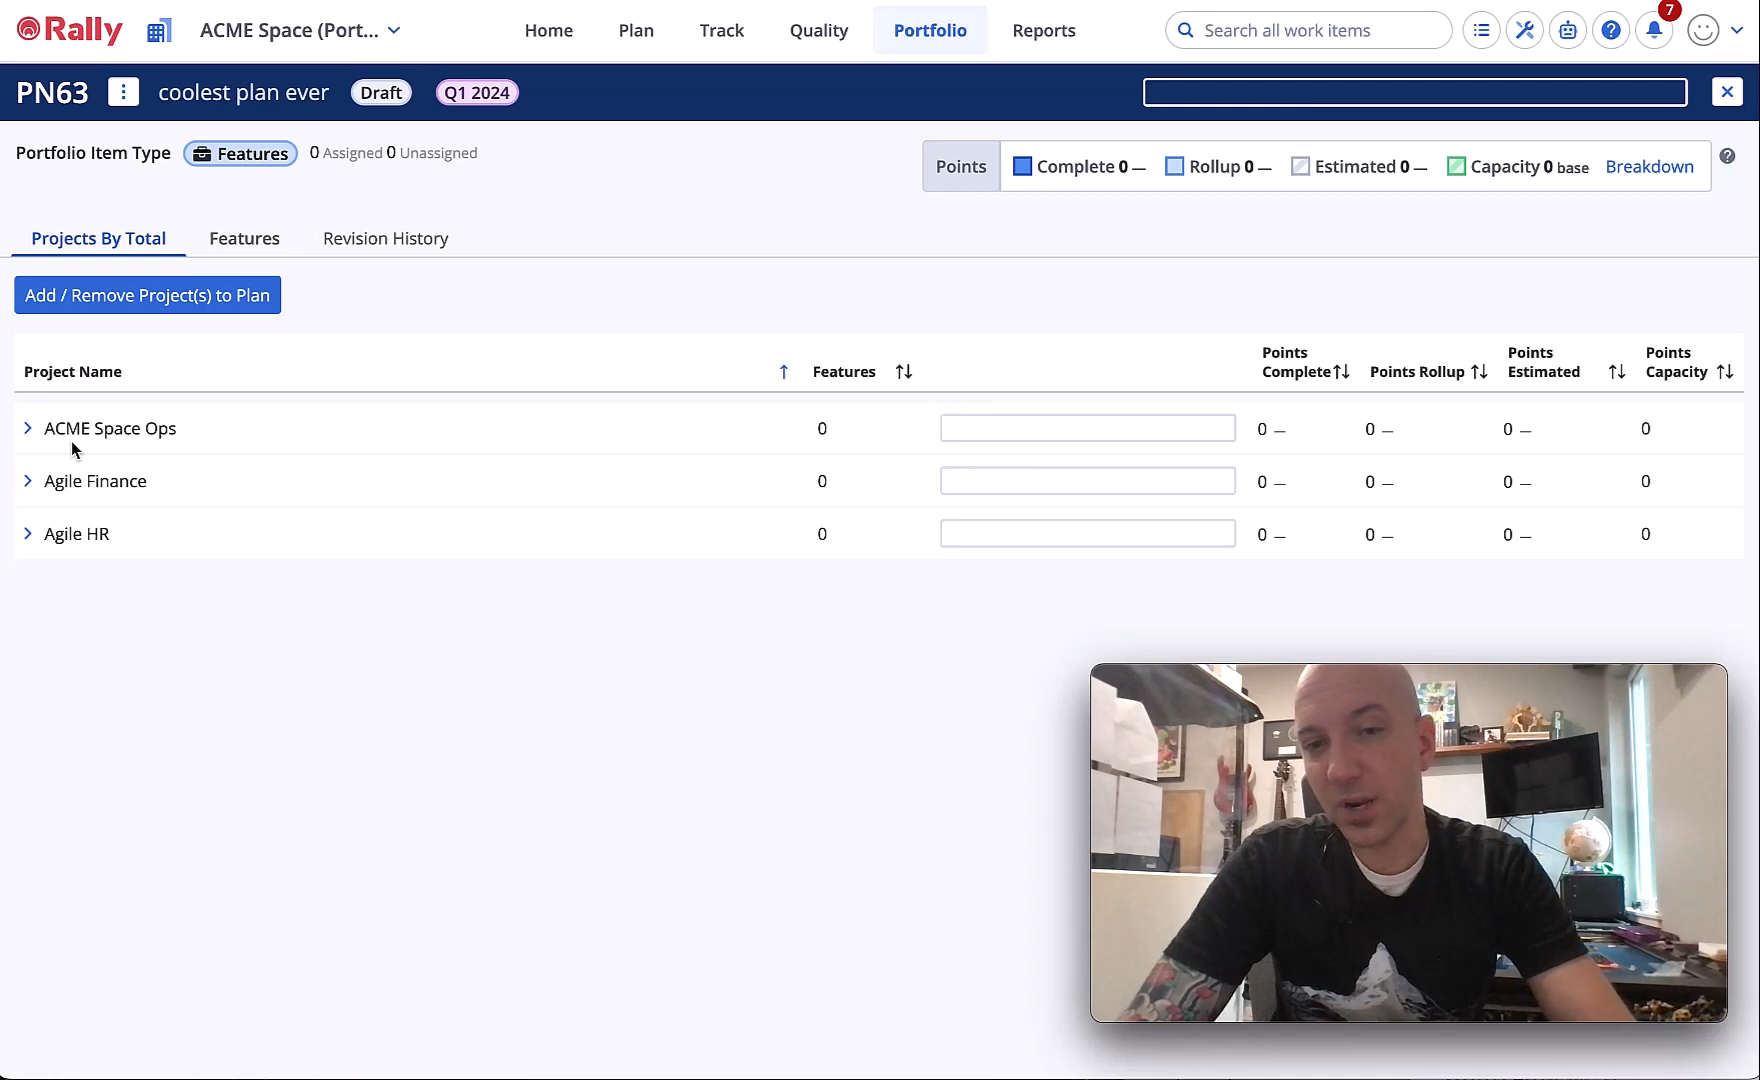 Rally
ACME Space (Port...
Home
Plan
Track
Quality
Portfolio
Reports
Search all work items
7
PN63
coolest plan ever
Draft
Q1 2024
Portfolio Item Type
Features
0 Assigned 0 Unassigned
Points
Complete 0 —
Rollup 0 —
Estimated 0 —
Capacity 0 base
Breakdown
Projects By Total
Features
Revision History
Add / Remove Project(s) to Plan
Project Name
Features
Points Complete
Points Rollup
Points Estimated
Points Capacity
ACME Space Ops 0 0 — 0 — 0 — 0
Agile Finance 0 0 — 0 — 0 — 0
Agile HR 0 0 — 0 — 0 — 0